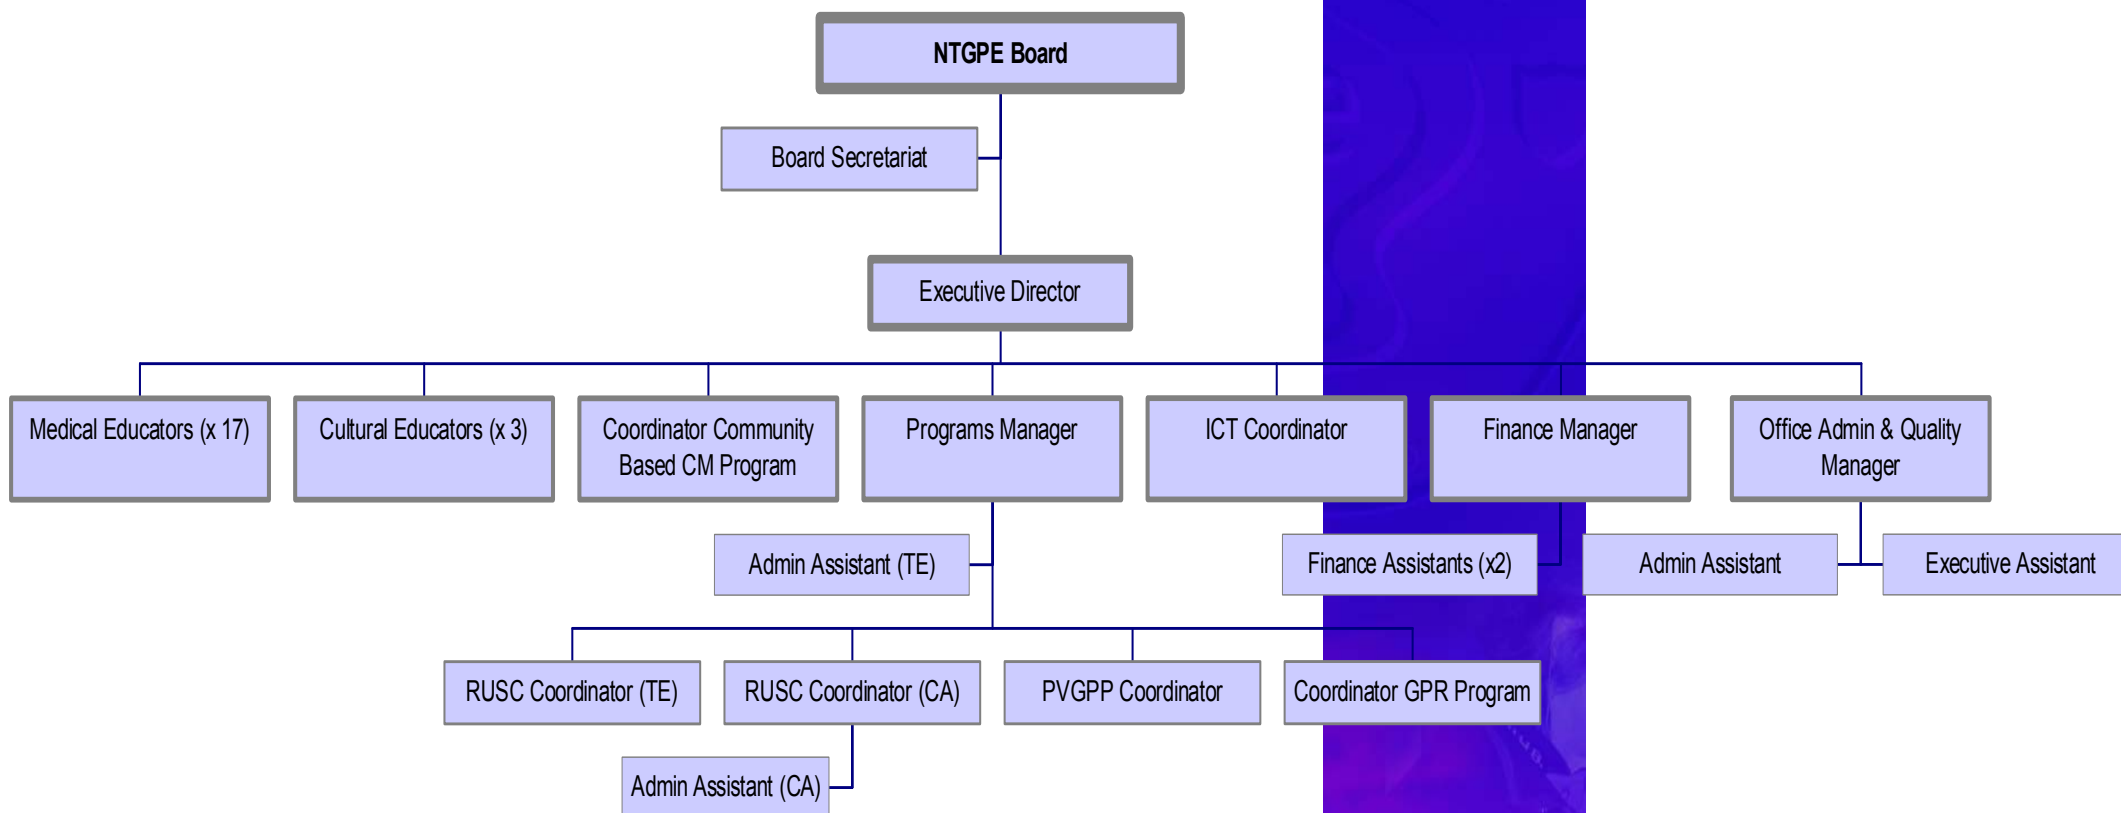 NTGPE Board
Board Secretariat
Executive Director
Medical Educators (x 17)
Cultural Educators (x 3)
Coordinator Community
Based CM Program
Programs Manager
ICT Coordinator
Finance Manager
Office Admin & Quality
Manager
Admin Assistant (TE)
Finance Assistants (x2)
Admin Assistant
Executive Assistant
RUSC Coordinator (TE)
RUSC Coordinator (CA)
PVGPP Coordinator
Coordinator GPR Program
Admin Assistant (CA)